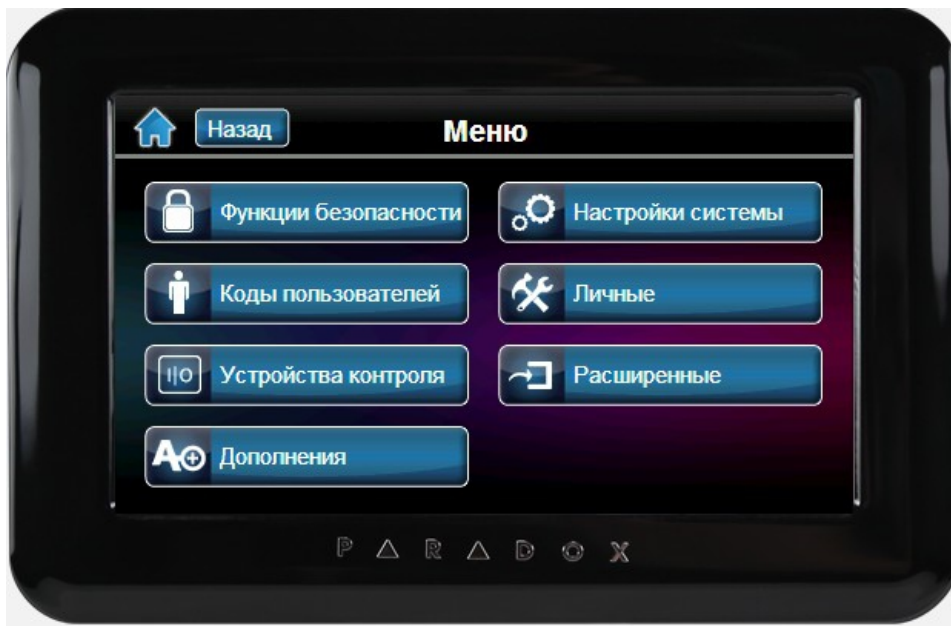 Назад
Меню
Функции безопасности
Настройки системы
Коды пользователей
Личные
I|O
Устройства контроля
Расширенные
A
Дополнения
PARADOX